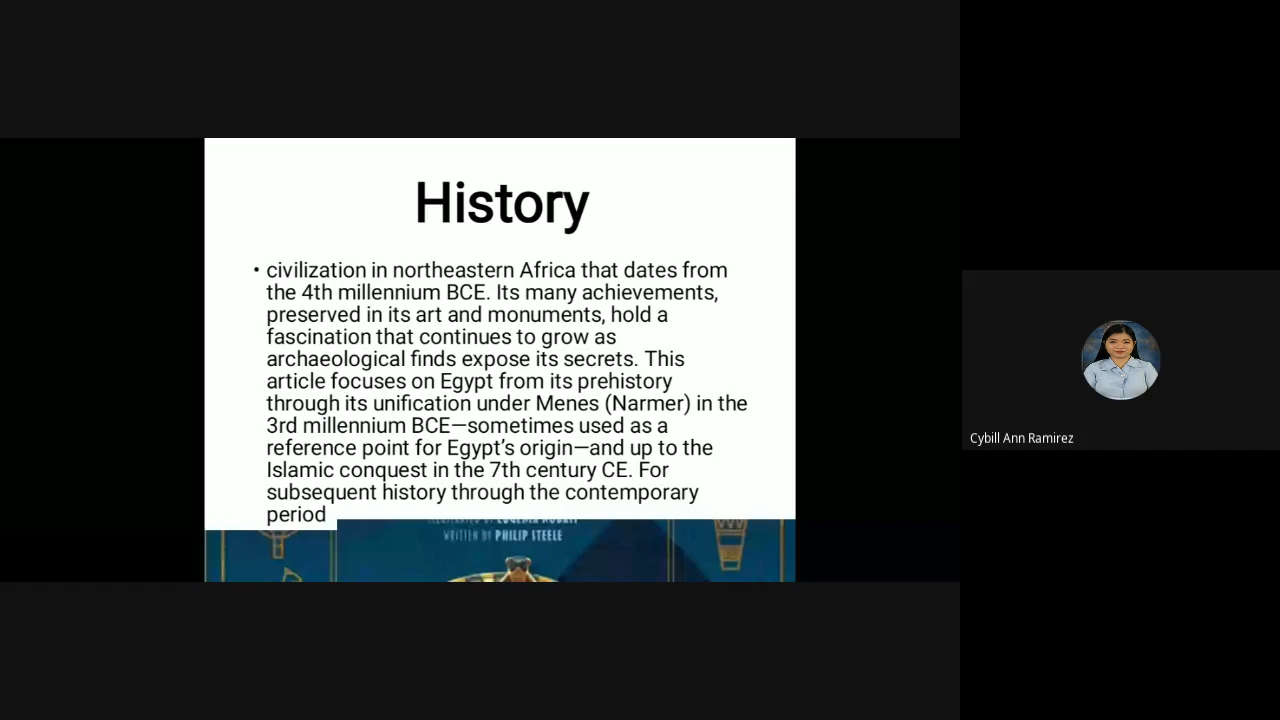 History
• civilization in northeastern Africa that dates from
the 4th millennium BCE. Its many achievements,
preserved in its art and monuments, hold a
fascination that continues to grow as
archaeological finds expose its secrets. This
article focuses on Egypt from its prehistory
through its unification under Menes (Narmer) in the
3rd millennium BCE—sometimes used as a
reference point for Egypt’s origin—and up to the
Islamic conquest in the 7th century CE. For
subsequent history through the contemporary
period
WRITTEN BY PHILIP STEELE
Cybill Ann Ramirez